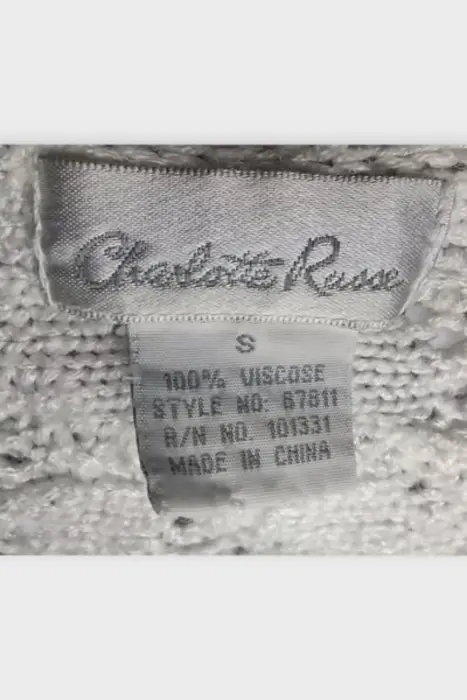 Charlotte Russe
S
100% VISCOSE
STYLE NO: 67811
R/N NO. 101331
MADE IN CHINA